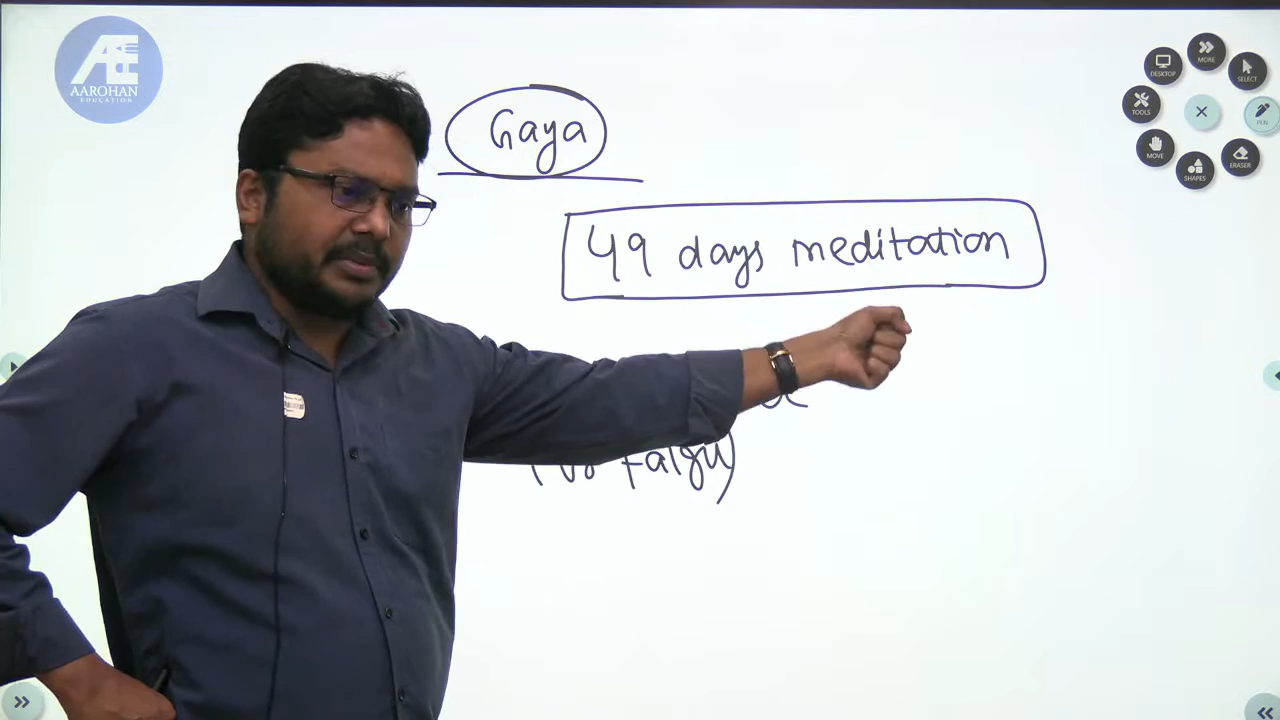 AE
AAROHAN
EDUCATION
Gaya
49 days meditation
Falgu)
DESKTOP
MORE
SELECT
TOOLS
PEN
MOVE
SHAPES
ERASER